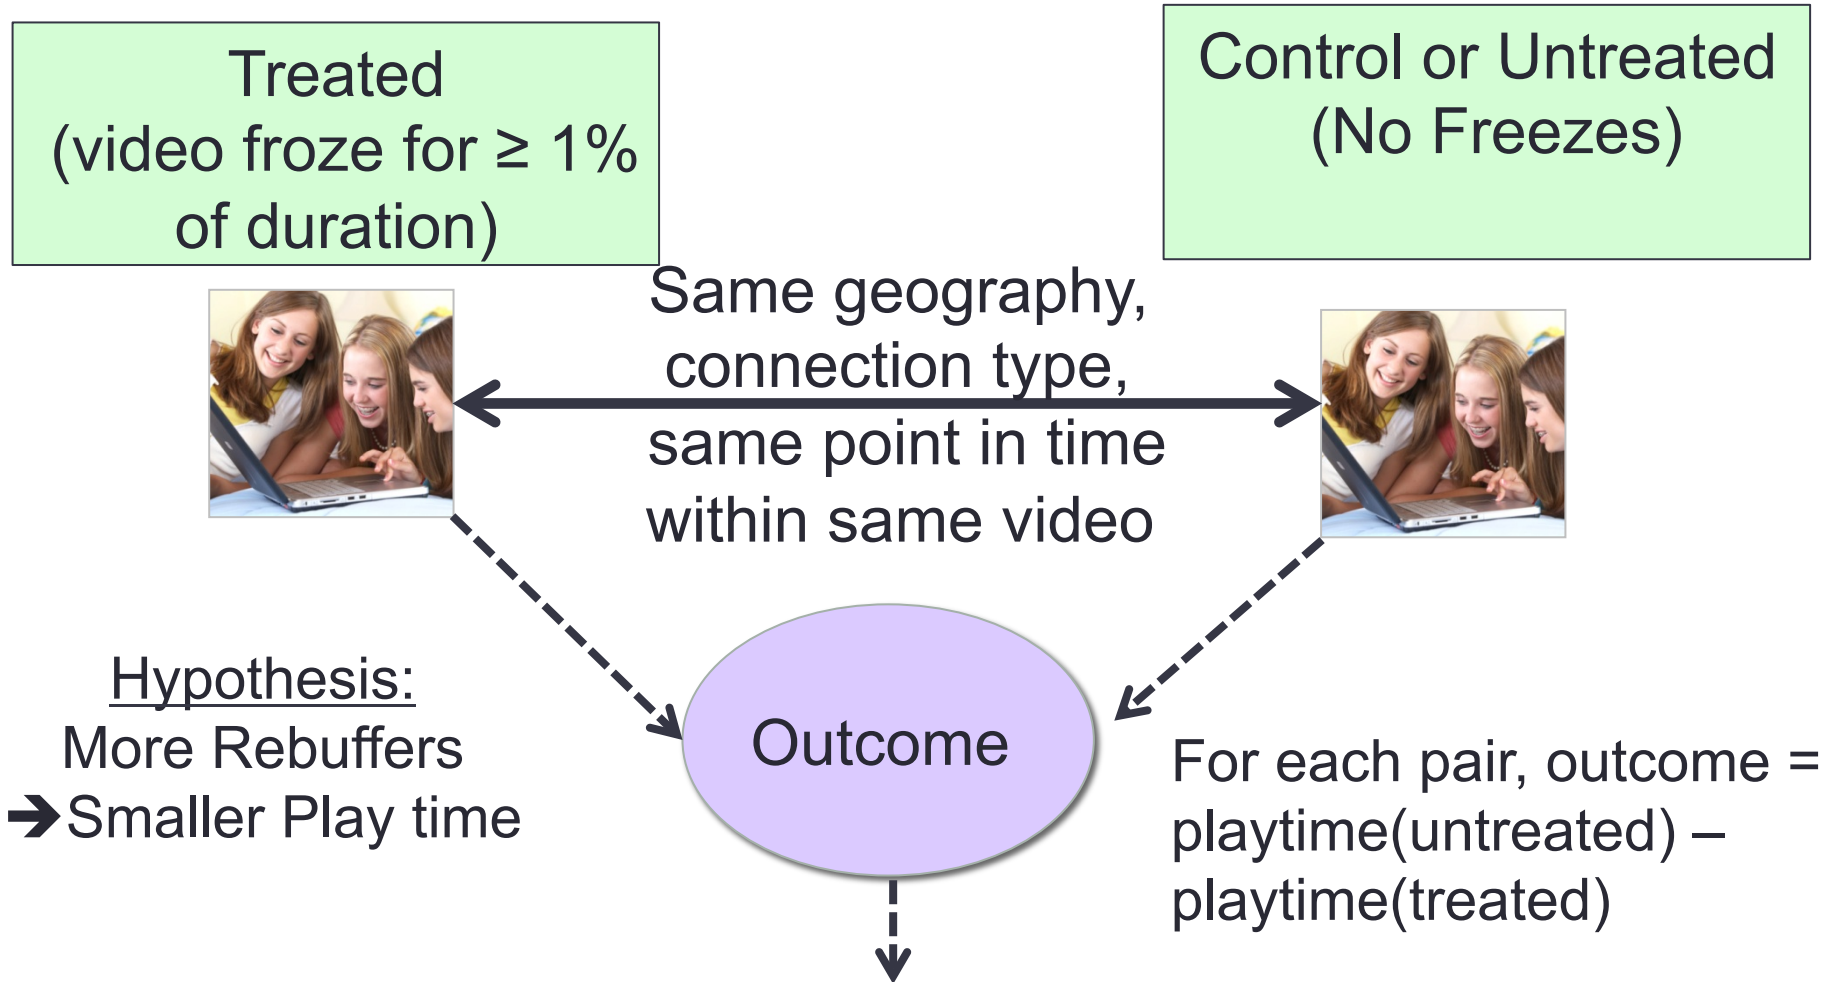 Treated
(video froze for ≥ 1%
of duration)
Control or Untreated
(No Freezes)
Same geography,
connection type,
same point in time
within same video
Hypothesis:
More Rebuffers
➔Smaller Play time
Outcome
For each pair, outcome =
playtime(untreated) –
playtime(treated)